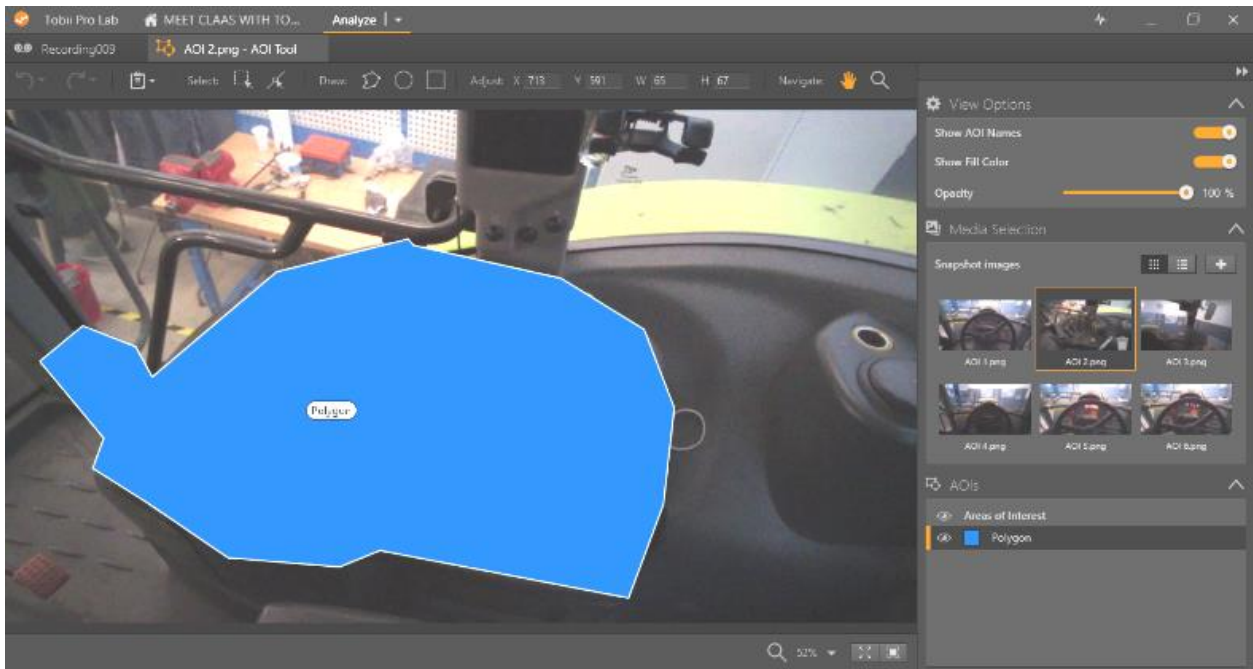 Tobii Pro Lab MEET CLAAS WITH TO... Analyze
Recording009 AOI 2.png - AOI Tool
Select: Draw: Adjust: X 713 Y 591 W 65 H 67 Navigate:
View Options
Show AOI Names
Show Fill Color
Opacity 100 %
Media Selection
Snapshot images
AOI 1.png AOI 2.png AOI 3.png
AOI 4.png AOI 5.png AOI 6.png
Polygon
AOIs
Areas of Interest
Polygon
52%